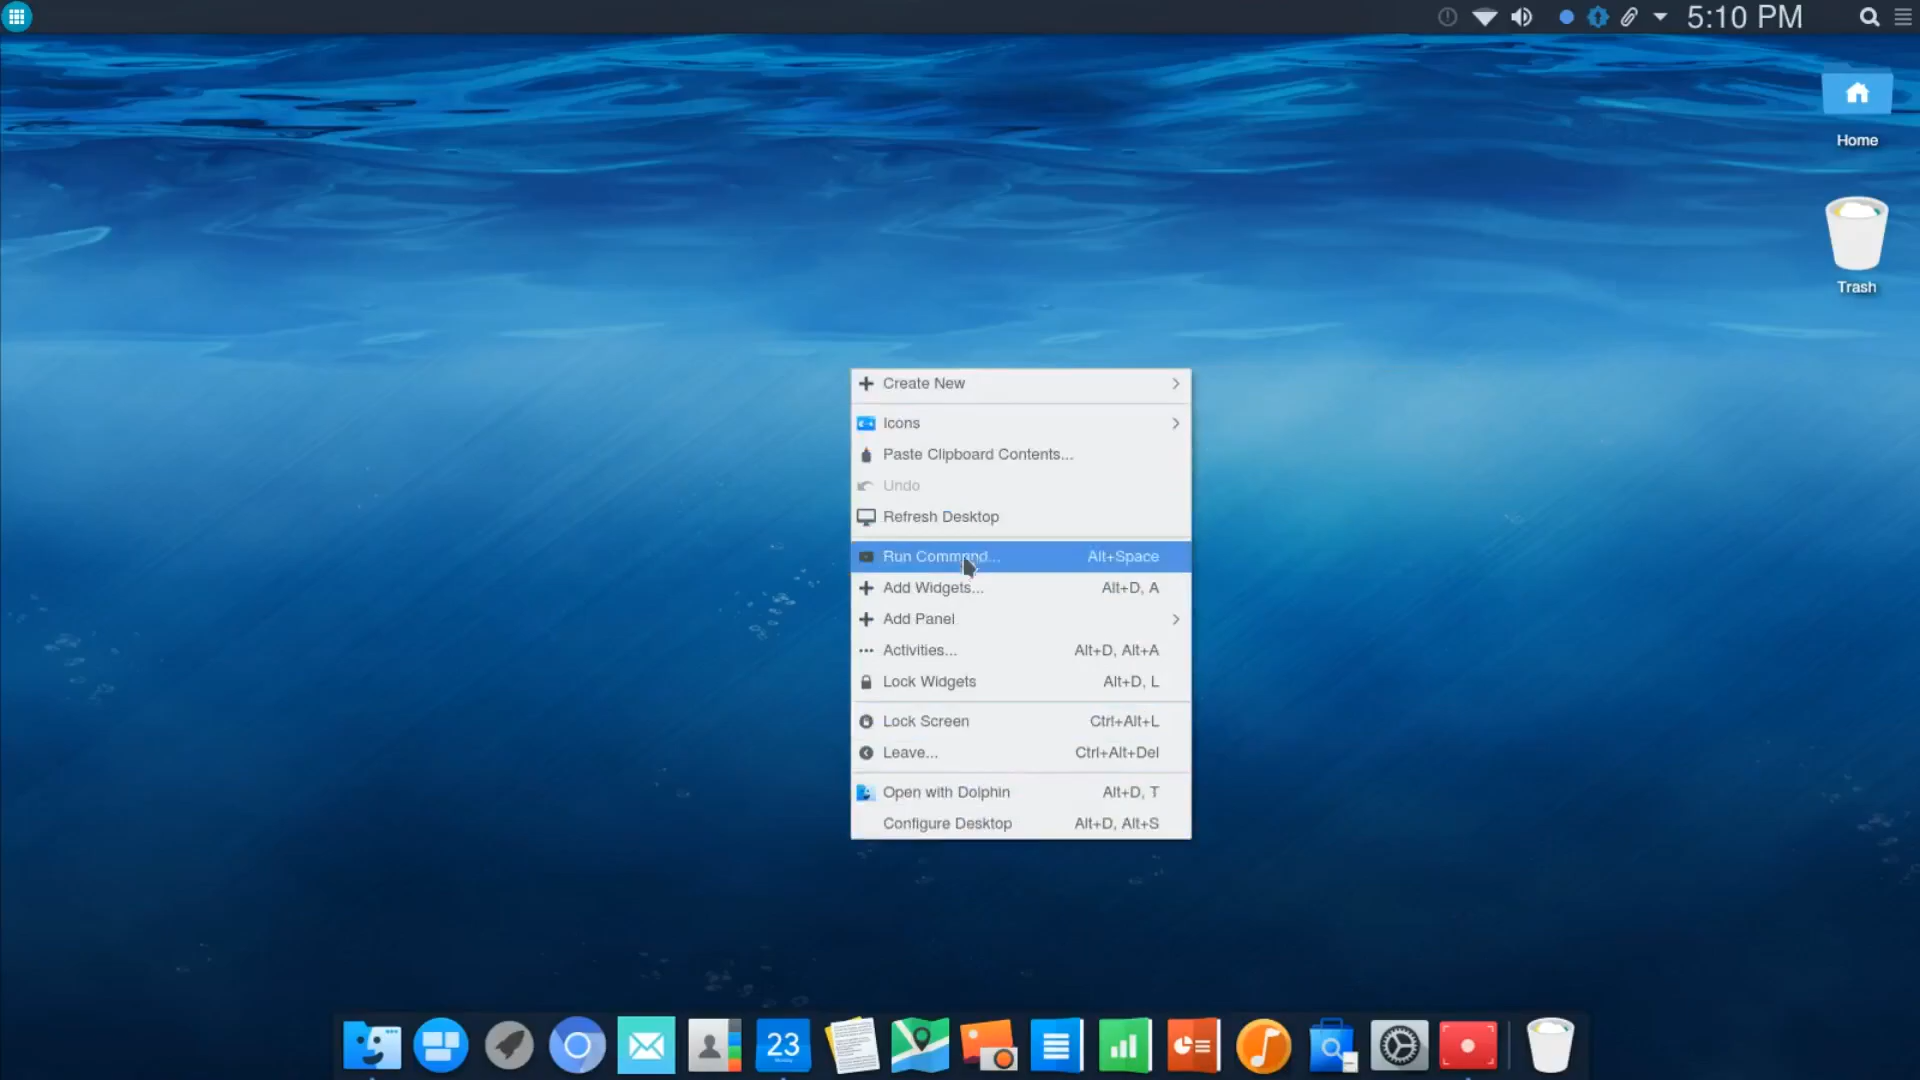 5:10 PM
Home
Trash
Create New
Icons
Paste Clipboard Contents...
Undo
Refresh Desktop
Run Command... Alt+Space
Add Widgets... Alt+D, A
Add Panel
Activities... Alt+D, Alt+A
Lock Widgets Alt+D, L
Lock Screen Ctrl+Alt+L
Leave... Ctrl+Alt+Del
Open with Dolphin Alt+D, T
Configure Desktop Alt+D, Alt+S
23